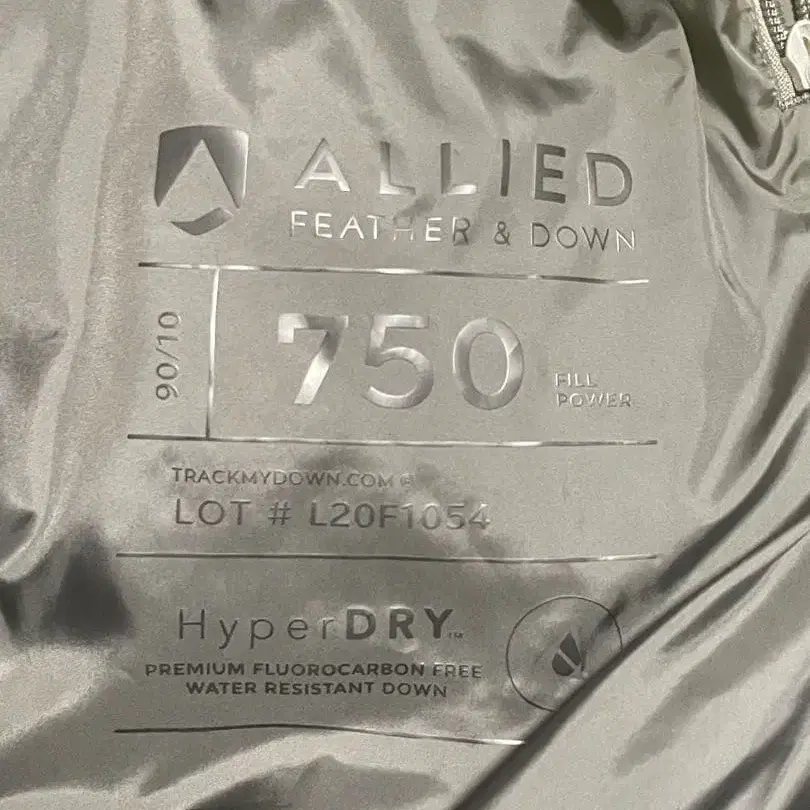 ALLIED
FEATHER & DOWN
90/10
750
FILL
POWER
TRACKMYDOWN.COM®
LOT # L20F1054
HyperDRY™
PREMIUM FLUOROCARBON FREE
WATER RESISTANT DOWN